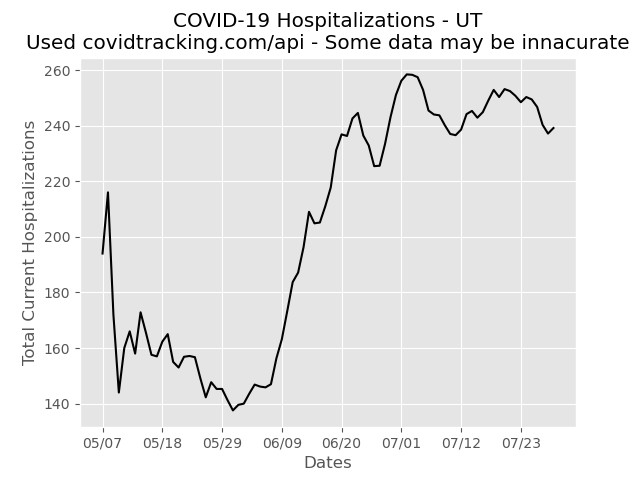 COVID-19 Hospitalizations - UT
Used covidtracking.com/api - Some data may be innacurate
260
240
220
200
180
160
140
Total Current Hospitalizations
05/07 05/18 05/29 06/09 06/20 07/01 07/12 07/23
Dates